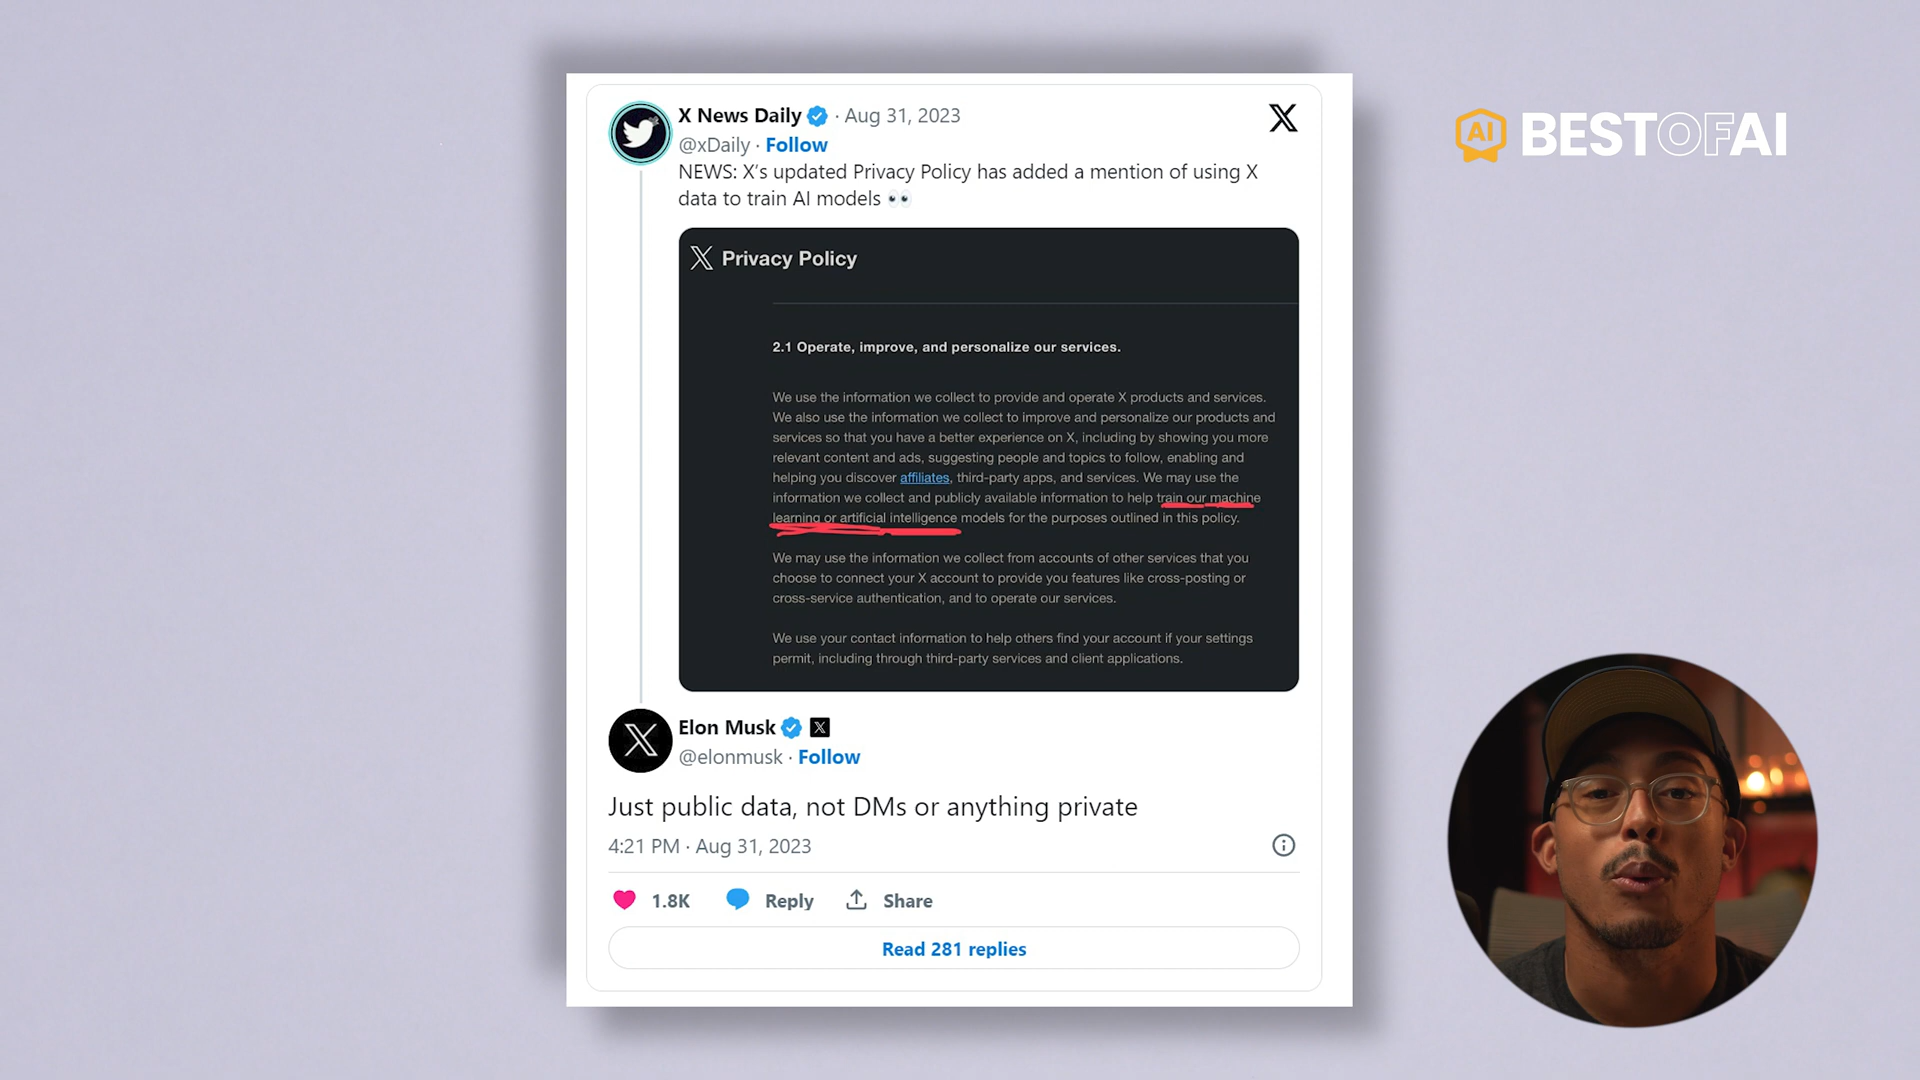 X News Daily · Aug 31, 2023
@xDaily · Follow
NEWS: X's updated Privacy Policy has added a mention of using X
data to train AI models 👀
X Privacy Policy
2.1 Operate, improve, and personalize our services.
We use the information we collect to provide and operate X products and services.
We also use the information we collect to improve and personalize our products and
services so that you have a better experience on X, including by showing you more
relevant content and ads, suggesting people and topics to follow, enabling and
helping you discover affiliates, third-party apps, and services. We may use the
information we collect and publicly available information to help train our machine
learning or artificial intelligence models for the purposes outlined in this policy.
We may use the information we collect from accounts of other services that you
choose to connect your X account to provide you features like cross-posting or
cross-service authentication, and to operate our services.
We use your contact information to help others find your account if your settings
permit, including through third-party services and client applications.
Elon Musk
@elonmusk · Follow
Just public data, not DMs or anything private
4:21 PM · Aug 31, 2023
1.8K Reply Share
Read 281 replies
AI BESTOFAI